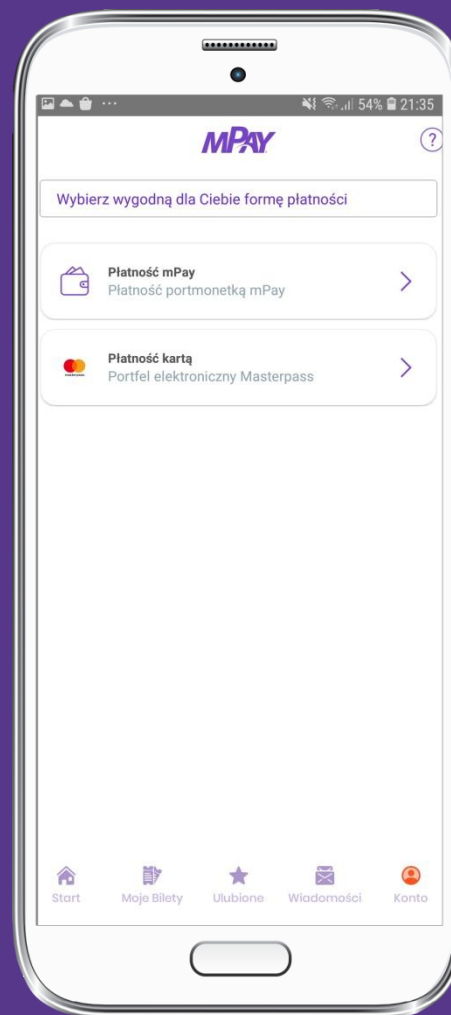 54% 21:35
mPAY
?
Wybierz wygodną dla Ciebie formę płatności
Płatność mPay
Płatność portmonetką mPay
Płatność kartą
Portfel elektroniczny Masterpass
Start Moje Bilety Ulubione Wiadomości Konto